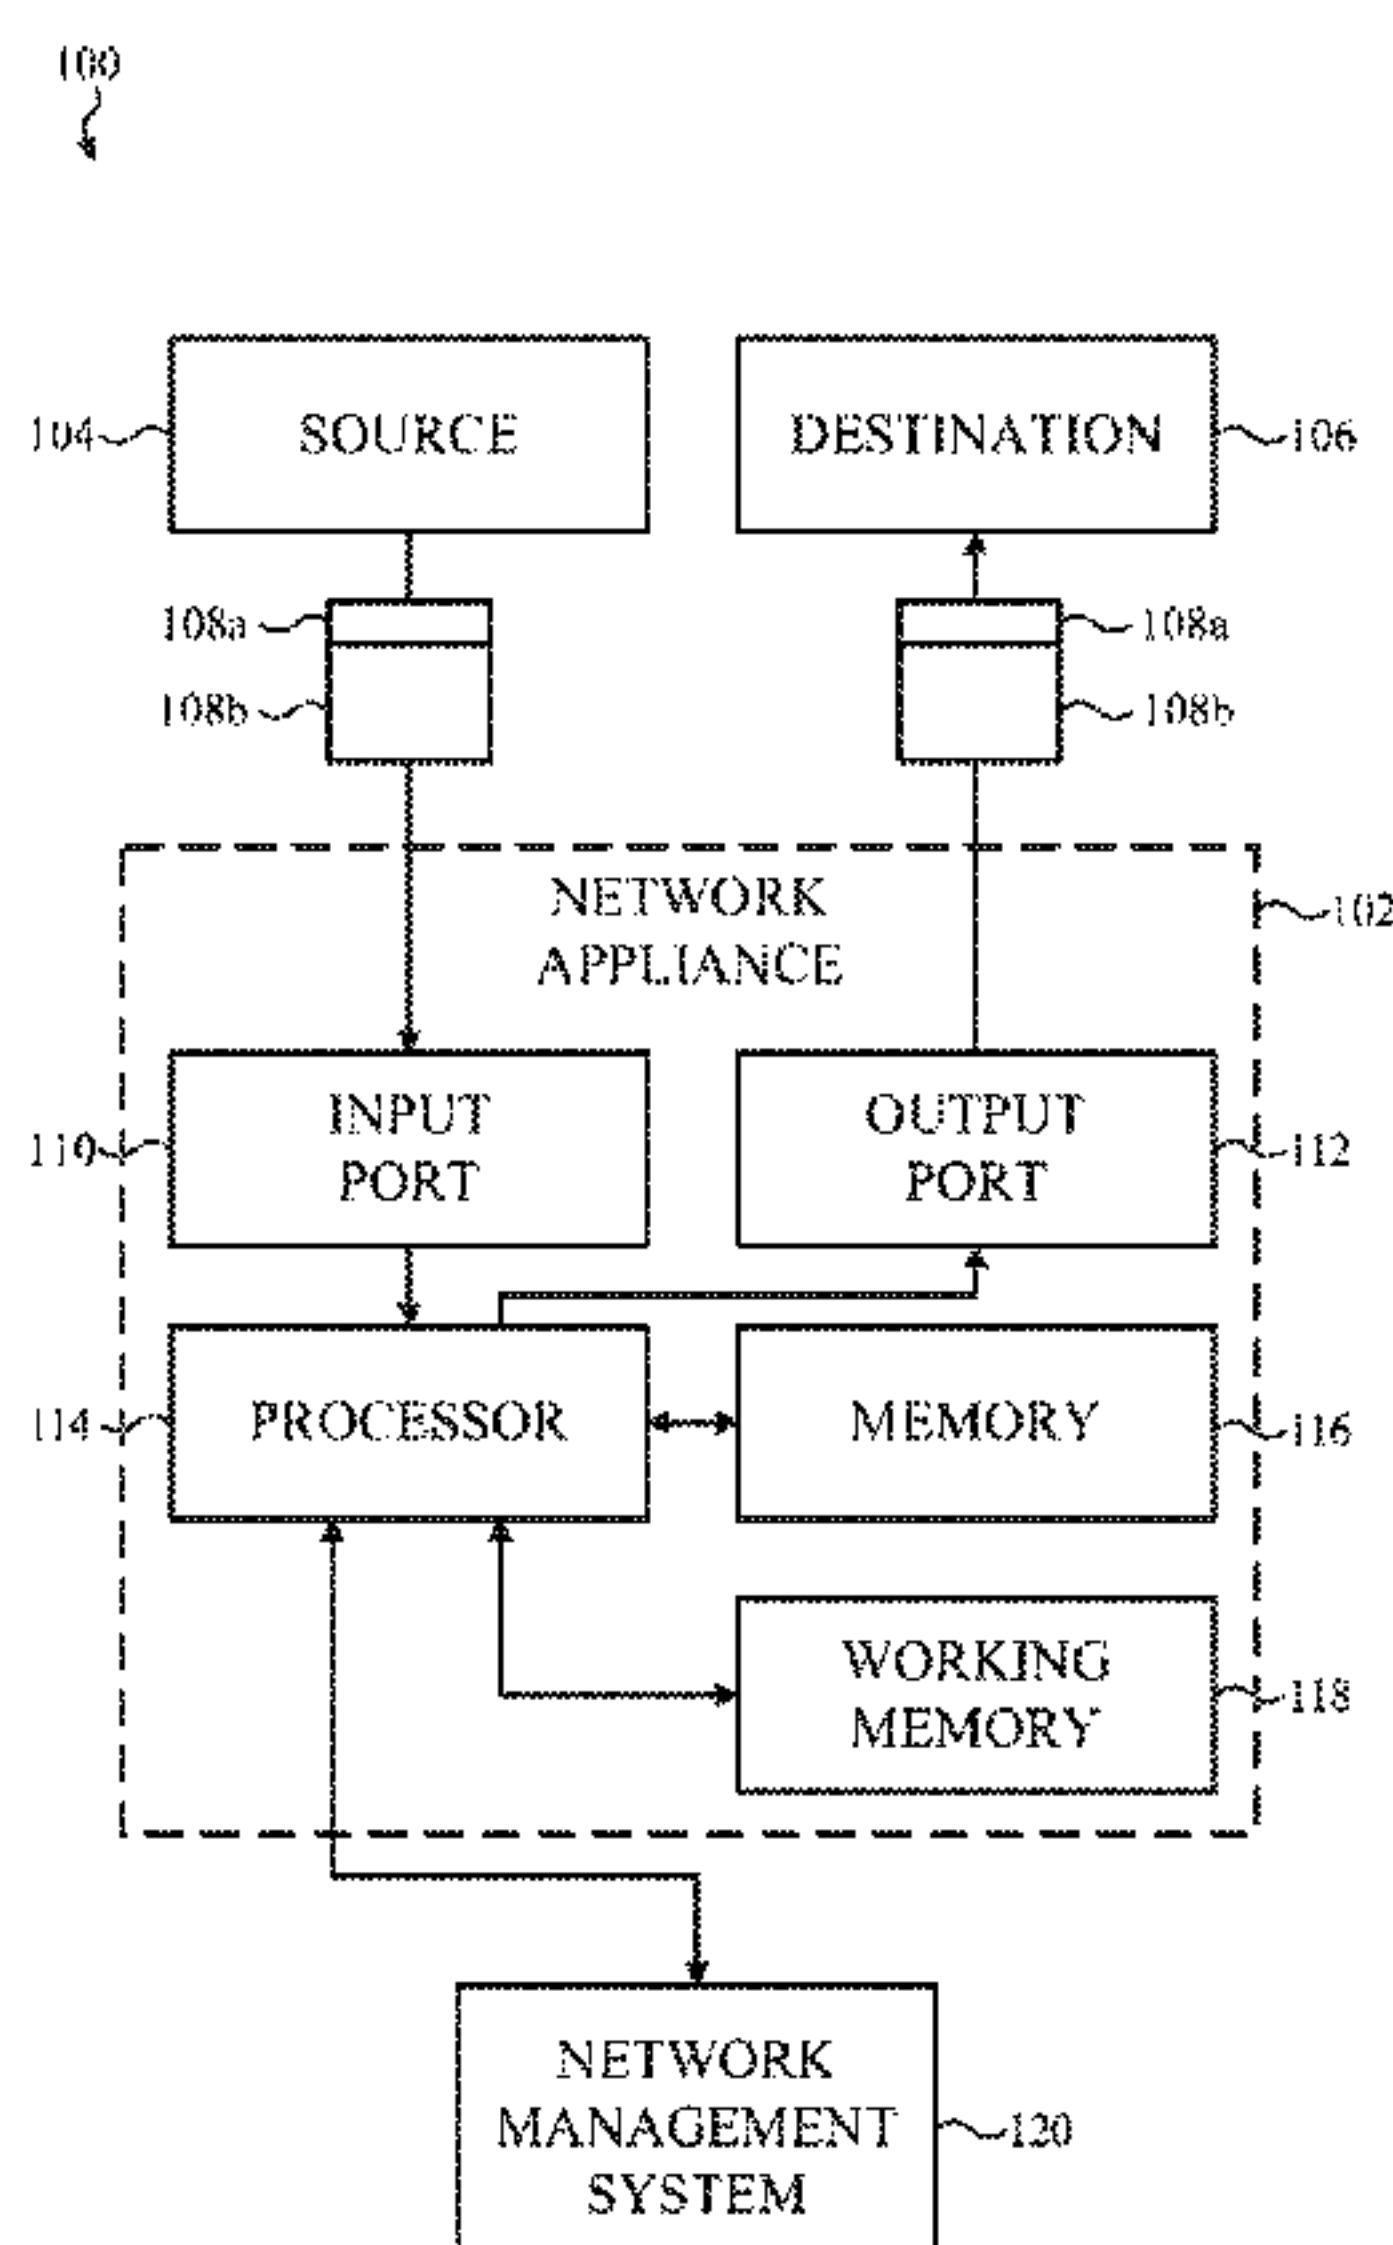 100
SOURCE
DESTINATION
104
106
108a
108a
108b
108b
NETWORK
APPLIANCE
102
INPUT
PORT
OUTPUT
PORT
110
112
PROCESSOR
MEMORY
114
116
WORKING
MEMORY
118
NETWORK
MANAGEMENT
SYSTEM
120